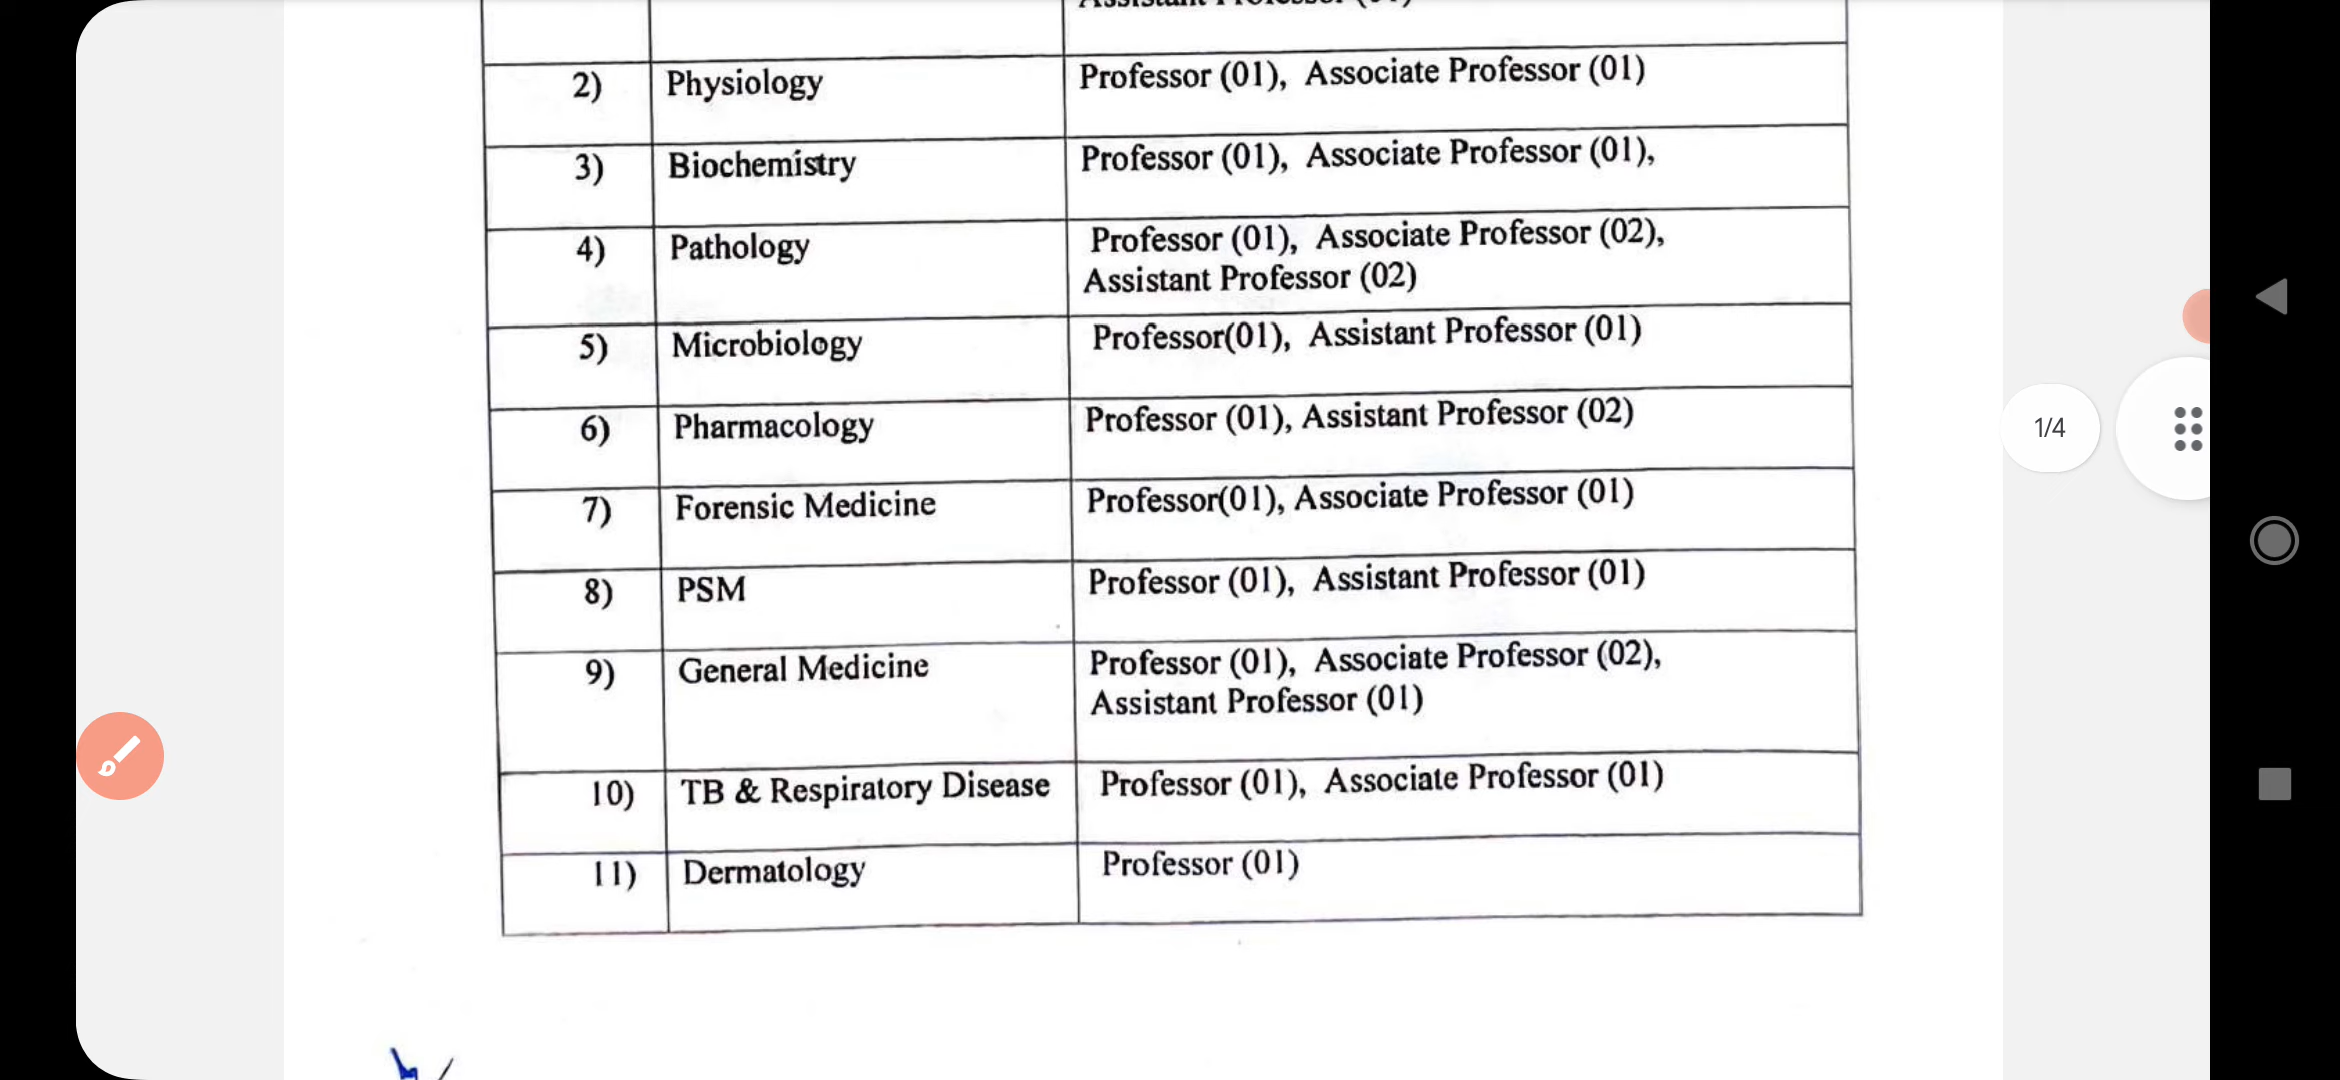 2) Physiology Professor (01), Associate Professor (01)
3) Biochemistry Professor (01), Associate Professor (01),
4) Pathology Professor (01), Associate Professor (02),
Assistant Professor (02)
5) Microbiology Professor(01), Assistant Professor (01)
6) Pharmacology Professor (01), Assistant Professor (02)
7) Forensic Medicine Professor(01), Associate Professor (01)
8) PSM Professor (01), Assistant Professor (01)
9) General Medicine Professor (01), Associate Professor (02),
Assistant Professor (01)
10) TB & Respiratory Disease Professor (01), Associate Professor (01)
11) Dermatology Professor (01)
1/4